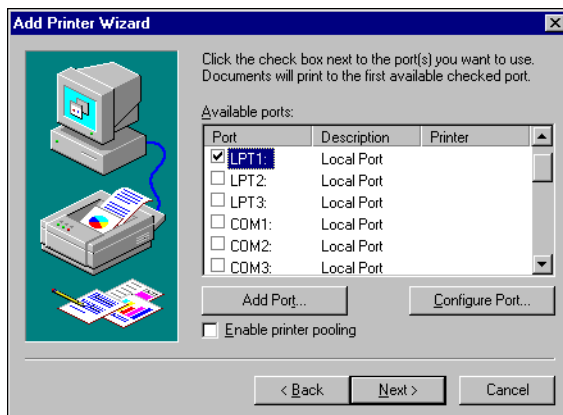 Add Printer Wizard
Click the check box next to the port(s) you want to use.
Documents will print to the first available checked port.
Available ports:
Port Description Printer
LPT1: Local Port
LPT2: Local Port
LPT3: Local Port
COM1: Local Port
COM2: Local Port
COM3: Local Port
Add Port... Configure Port...
Enable printer pooling
< Back Next > Cancel